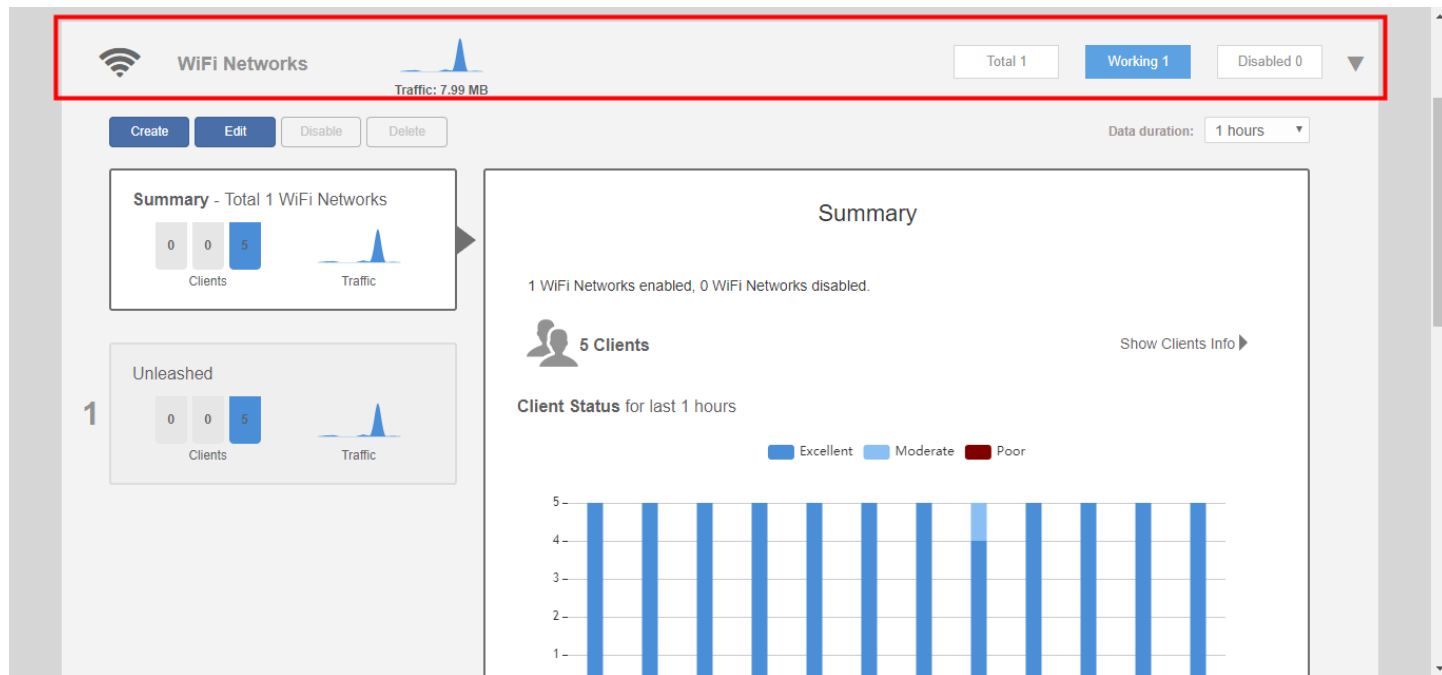 WiFi Networks
Traffic: 7.99 MB
Total 1
Working 1
Disabled 0
Create
Edit
Disable
Delete
Data duration:
1 hours
Summary - Total 1 WiFi Networks
0 0 5
Clients
Traffic
1
Unleashed
0 0 5
Clients
Traffic
Summary
1 WiFi Networks enabled, 0 WiFi Networks disabled.
5 Clients
Show Clients Info
Client Status for last 1 hours
Excellent
Moderate
Poor
5
4
3
2
1